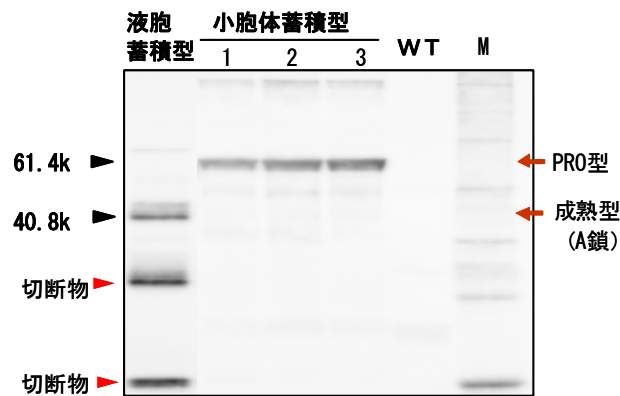 液胞
蓄積型
小胞体蓄積型
1 2 3
WT
M
61.4k
40.8k
切断物
切断物
PRO型
成熟型
(A鎖)